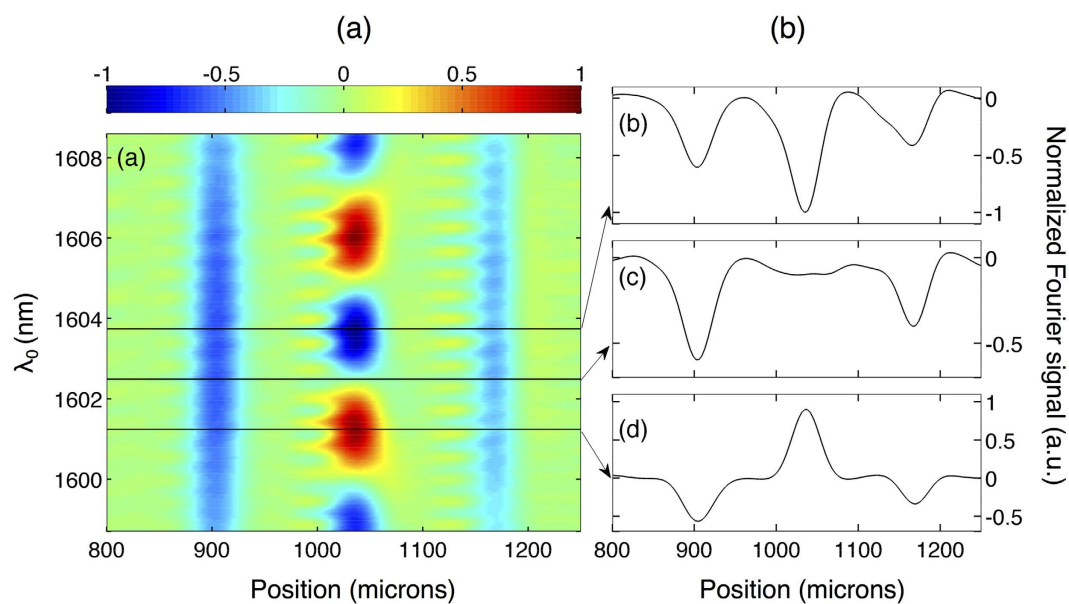 (a) (b)
-1 -0.5 0 0.5 1
(a)
1608
1606
1604
1602
1600
λ0 (nm)
800 900 1000 1100 1200
Position (microns)
(b)
0
-0.5
-1
(c)
0
-0.5
(d)
1
0.5
0
-0.5
800 900 1000 1100 1200
Position (microns)
Normalized Fourier signal (a.u.)